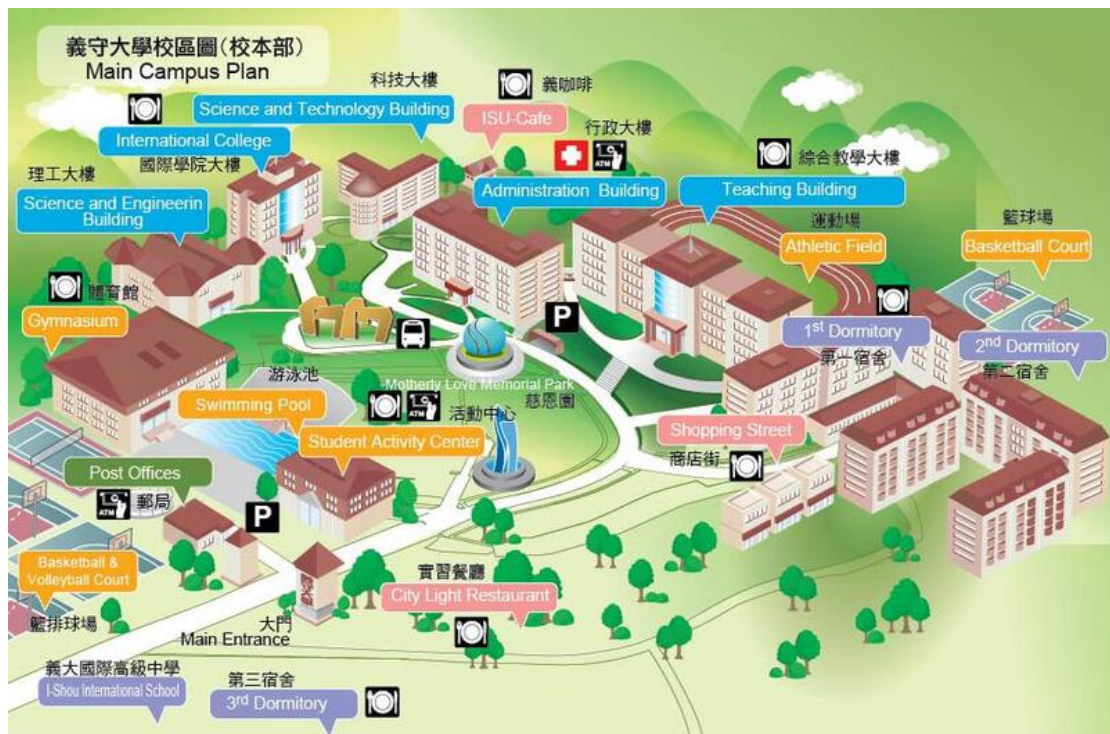 義守大學校區圖(校本部)
Main Campus Plan
科技大樓
Science and Technology Building
義咖啡
ISU-Cafe
International College
國際學院大樓
行政大樓
ATM
Administration Building
綜合教學大樓
Teaching Building
理工大樓
Science and Engineerin
Building
運動場
Athletic Field
籃球場
Basketball Court
體育館
Gymnasium
P
1st Dormitory
第一宿舍
2nd Dormitory
第二宿舍
Motherly Love Memorial Park
慈恩園
游泳池
Swimming Pool
ATM
活動中心
Student Activity Center
Shopping Street
商店街
Post Offices
ATM
郵局
P
Basketball &
Volleyball Court
籃排球場
實習餐廳
City Light Restaurant
大門
Main Entrance
義大國際高級中學
I-Shou International School
第三宿舍
3rd Dormitory